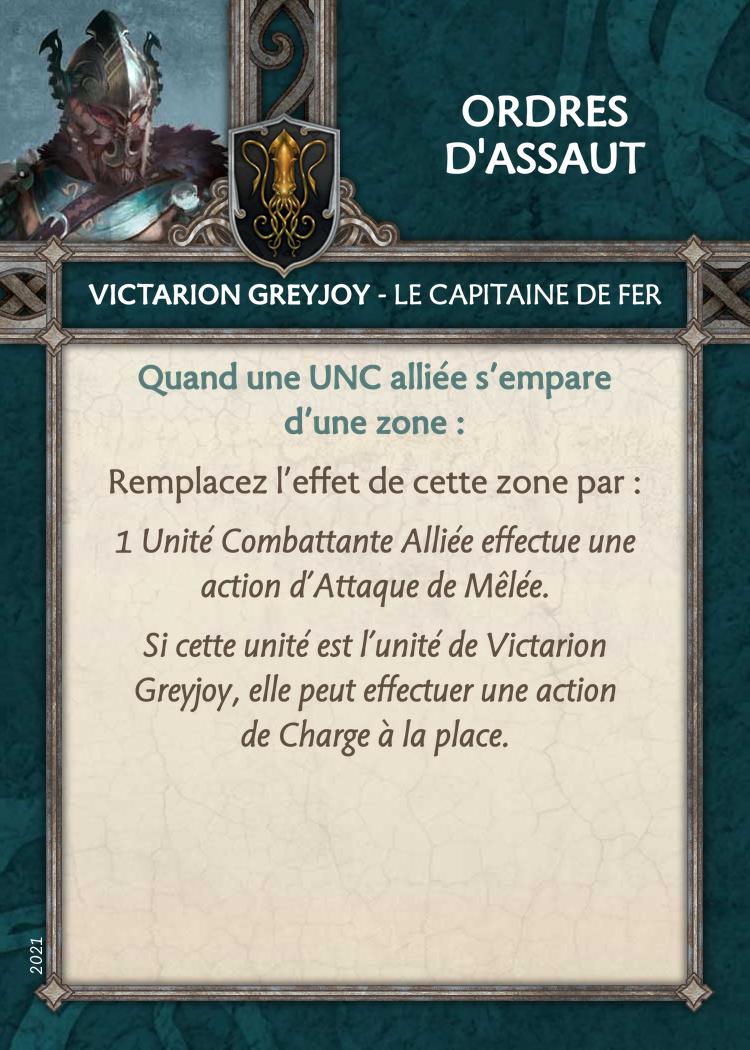 ORDRES
D'ASSAUT
VICTARION GREYJOY - LE CAPITAINE DE FER
Quand une UNC alliée s’empare
d’une zone :
Remplacez l’effet de cette zone par :
1 Unité Combattante Alliée effectue une
action d’Attaque de Mêlée.
Si cette unité est l’unité de Victarion
Greyjoy, elle peut effectuer une action
de Charge à la place.
2021